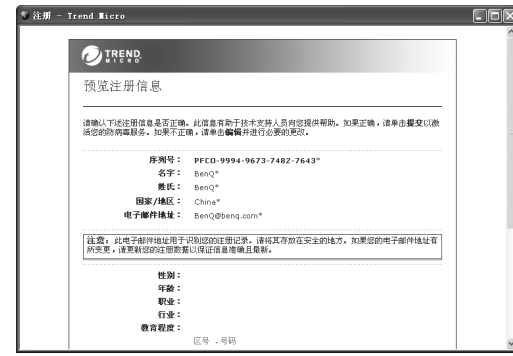 注册 - Trend Micro
TREND
MICRO
预览注册信息
请确认下述注册信息是否正确。此信息有助于技术支持人员向您提供帮助。如果正确，请单击提交以激
活您的防病毒服务。如果不正确，请单击编辑并进行必要的更改。
序列号： PFCO-9994-9673-7482-7643*
名字： BenQ*
姓氏： BenQ*
国家/地区： China*
电子邮件地址： BenQ@benq.com*
注意：此电子邮件地址用于识别您的注册记录。请将其存放在安全的地方。如果您的电子邮件地址有
所变更，请更新您的注册数据以保证信息准确且最新。
性别：
年龄：
职业：
行业：
教育程度：
区号 .号码